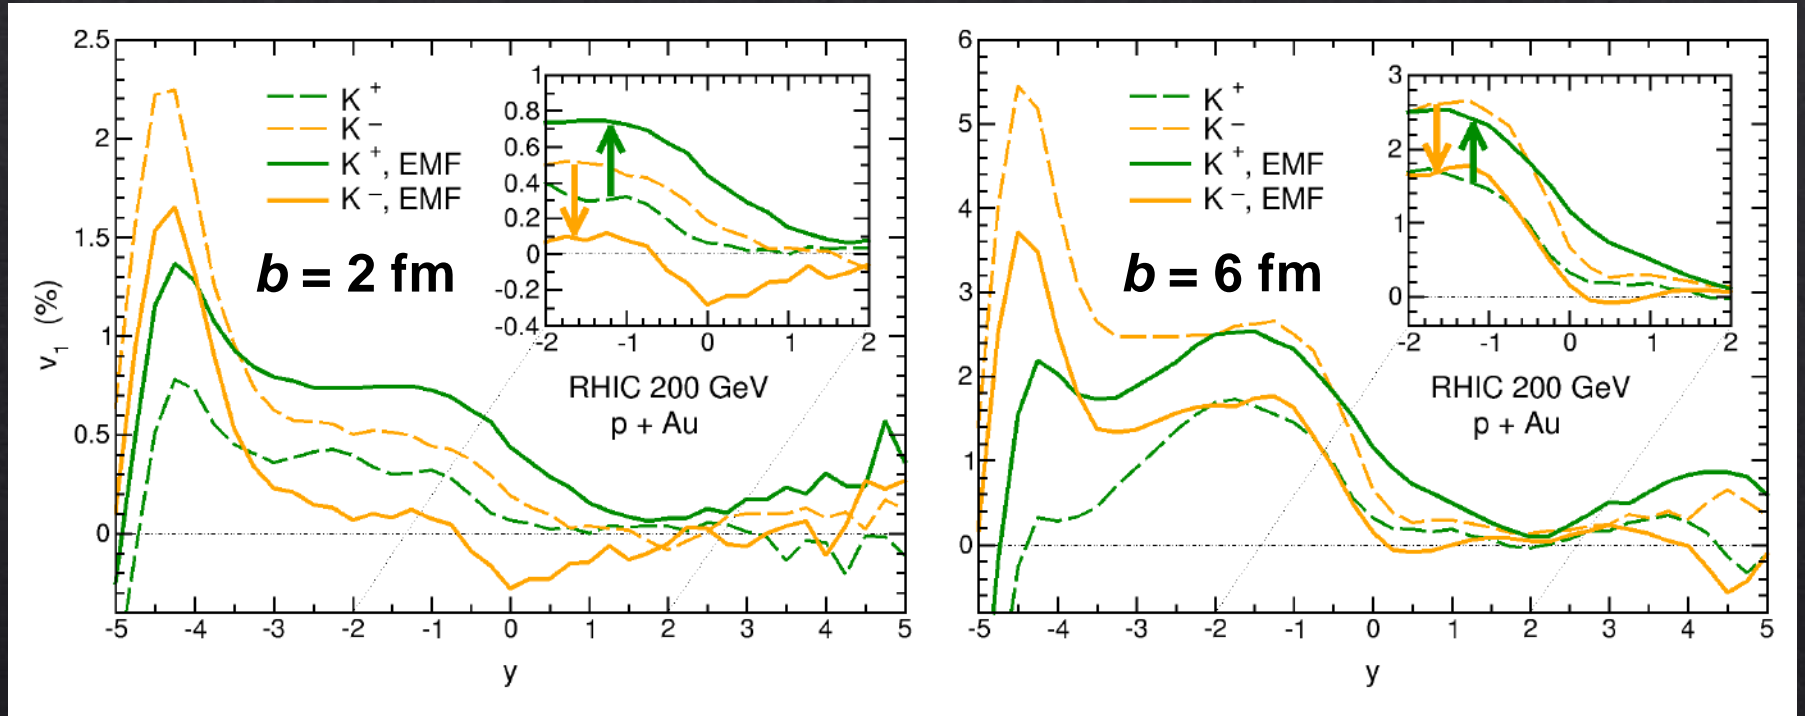 2.5
2
1.5
1
0.5
0
v₁ (%)
K⁺
K⁻
K⁺, EMF
K⁻, EMF
b = 2 fm
1
0.8
0.6
0.4
0.2
0
-0.2
-0.4
-2 -1 0 1 2
RHIC 200 GeV
p + Au
-5 -4 -3 -2 -1 0 1 2 3 4 5
y
6
5
4
3
2
1
0
K⁺
K⁻
K⁺, EMF
K⁻, EMF
b = 6 fm
3
2
1
0
-2 -1 0 1 2
RHIC 200 GeV
p + Au
-5 -4 -3 -2 -1 0 1 2 3 4 5
y